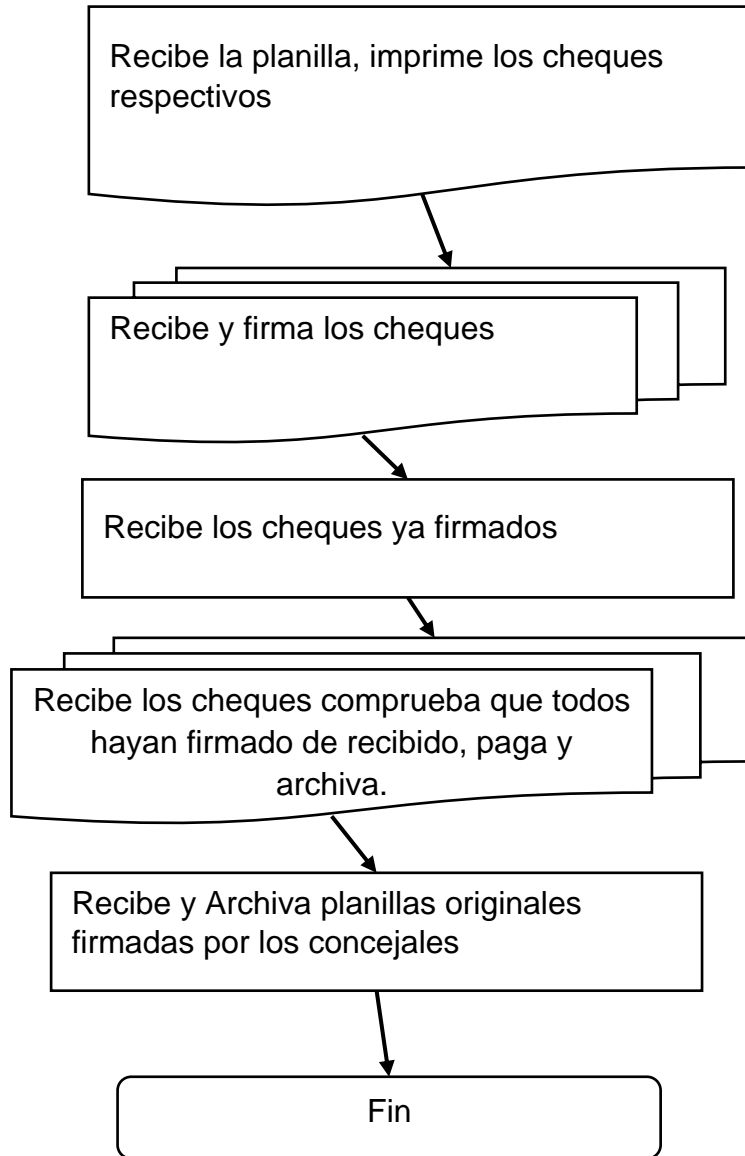 Recibe la planilla, imprime los cheques
respectivos
Recibe y firma los cheques
Recibe los cheques ya firmados
Recibe los cheques comprueba que todos
hayan firmado de recibido, paga y
archiva.
Recibe y Archiva planillas originales
firmadas por los concejales
Fin